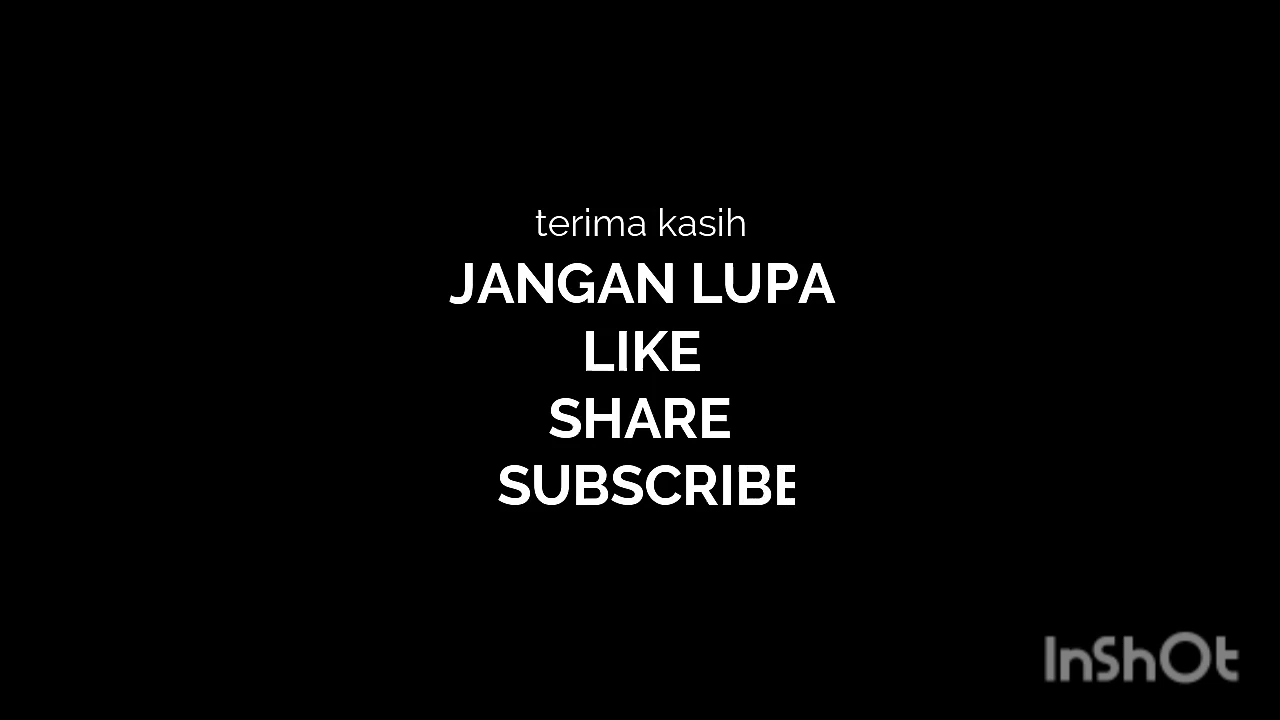 terima kasih
JANGAN LUPA
LIKE
SHARE
SUBSCRIBE
InShOt